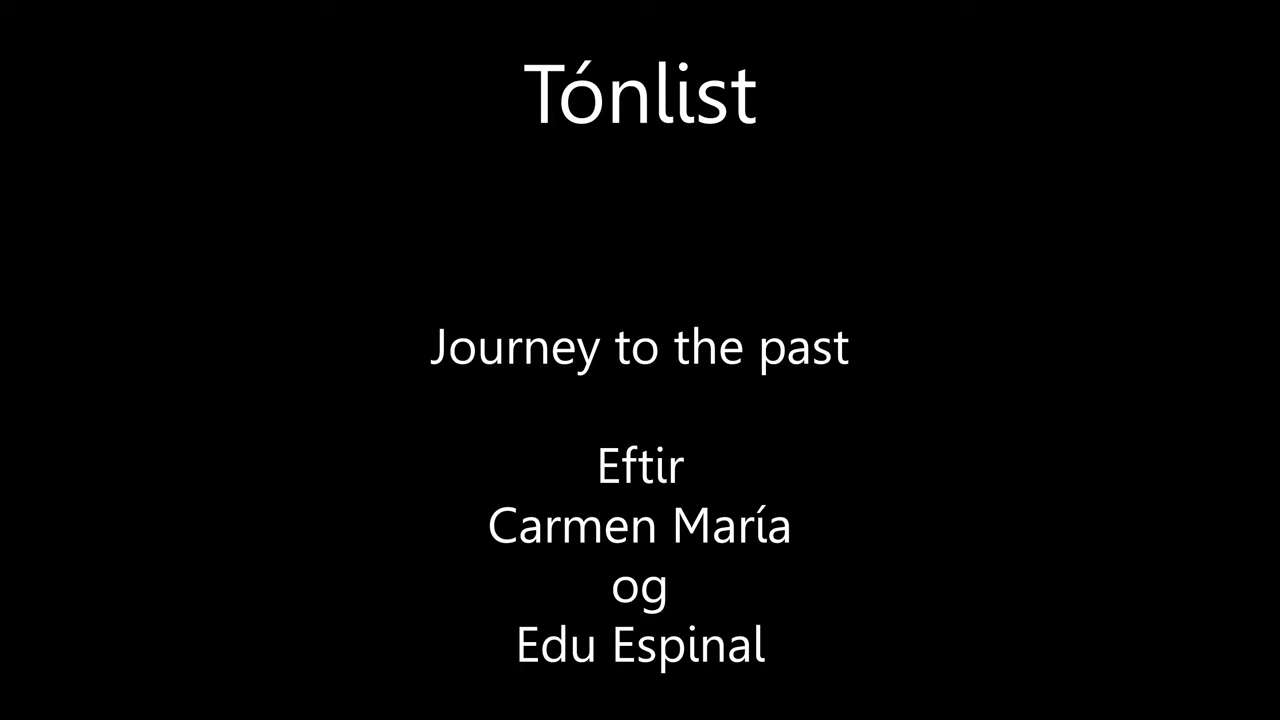 Tónlist
Journey to the past
Eftir
Carmen María
og
Edu Espinal